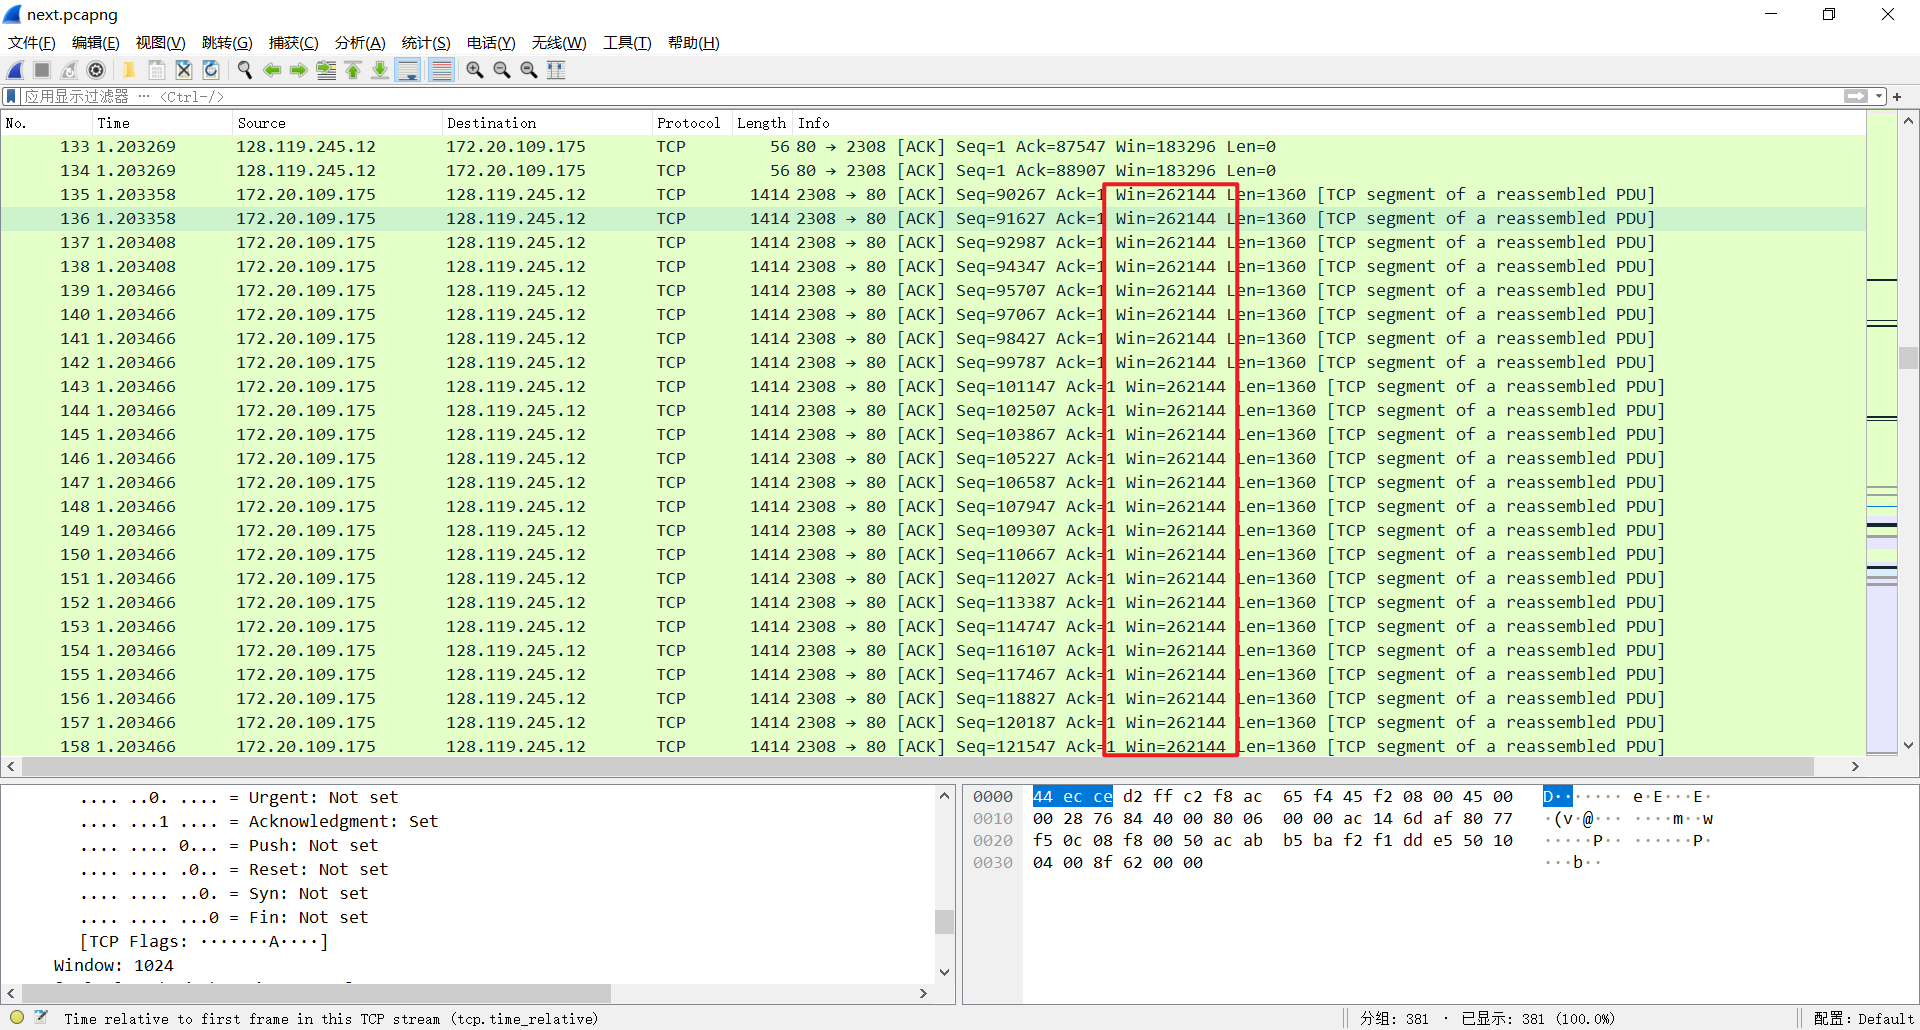 next.pcapng
文件(F) 编辑(E) 视图(V) 跳转(G) 捕获(C) 分析(A) 统计(S) 电话(Y) 无线(W) 工具(T) 帮助(H)
应用显示过滤器 … <Ctrl-/>
No. Time Source Destination Protocol Length Info
133 1.203269 128.119.245.12 172.20.109.175 TCP 56 80 → 2308 [ACK] Seq=1 Ack=87547 Win=183296 Len=0
134 1.203269 128.119.245.12 172.20.109.175 TCP 56 80 → 2308 [ACK] Seq=1 Ack=88907 Win=183296 Len=0
135 1.203358 172.20.109.175 128.119.245.12 TCP 1414 2308 → 80 [ACK] Seq=90267 Ack=1 Win=262144 Len=1360 [TCP segment of a reassembled PDU]
136 1.203358 172.20.109.175 128.119.245.12 TCP 1414 2308 → 80 [ACK] Seq=91627 Ack=1 Win=262144 Len=1360 [TCP segment of a reassembled PDU]
137 1.203408 172.20.109.175 128.119.245.12 TCP 1414 2308 → 80 [ACK] Seq=92987 Ack=1 Win=262144 Len=1360 [TCP segment of a reassembled PDU]
138 1.203408 172.20.109.175 128.119.245.12 TCP 1414 2308 → 80 [ACK] Seq=94347 Ack=1 Win=262144 Len=1360 [TCP segment of a reassembled PDU]
139 1.203466 172.20.109.175 128.119.245.12 TCP 1414 2308 → 80 [ACK] Seq=95707 Ack=1 Win=262144 Len=1360 [TCP segment of a reassembled PDU]
140 1.203466 172.20.109.175 128.119.245.12 TCP 1414 2308 → 80 [ACK] Seq=97067 Ack=1 Win=262144 Len=1360 [TCP segment of a reassembled PDU]
141 1.203466 172.20.109.175 128.119.245.12 TCP 1414 2308 → 80 [ACK] Seq=98427 Ack=1 Win=262144 Len=1360 [TCP segment of a reassembled PDU]
142 1.203466 172.20.109.175 128.119.245.12 TCP 1414 2308 → 80 [ACK] Seq=99787 Ack=1 Win=262144 Len=1360 [TCP segment of a reassembled PDU]
143 1.203466 172.20.109.175 128.119.245.12 TCP 1414 2308 → 80 [ACK] Seq=101147 Ack=1 Win=262144 Len=1360 [TCP segment of a reassembled PDU]
144 1.203466 172.20.109.175 128.119.245.12 TCP 1414 2308 → 80 [ACK] Seq=102507 Ack=1 Win=262144 Len=1360 [TCP segment of a reassembled PDU]
145 1.203466 172.20.109.175 128.119.245.12 TCP 1414 2308 → 80 [ACK] Seq=103867 Ack=1 Win=262144 Len=1360 [TCP segment of a reassembled PDU]
146 1.203466 172.20.109.175 128.119.245.12 TCP 1414 2308 → 80 [ACK] Seq=105227 Ack=1 Win=262144 Len=1360 [TCP segment of a reassembled PDU]
147 1.203466 172.20.109.175 128.119.245.12 TCP 1414 2308 → 80 [ACK] Seq=106587 Ack=1 Win=262144 Len=1360 [TCP segment of a reassembled PDU]
148 1.203466 172.20.109.175 128.119.245.12 TCP 1414 2308 → 80 [ACK] Seq=107947 Ack=1 Win=262144 Len=1360 [TCP segment of a reassembled PDU]
149 1.203466 172.20.109.175 128.119.245.12 TCP 1414 2308 → 80 [ACK] Seq=109307 Ack=1 Win=262144 Len=1360 [TCP segment of a reassembled PDU]
150 1.203466 172.20.109.175 128.119.245.12 TCP 1414 2308 → 80 [ACK] Seq=110667 Ack=1 Win=262144 Len=1360 [TCP segment of a reassembled PDU]
151 1.203466 172.20.109.175 128.119.245.12 TCP 1414 2308 → 80 [ACK] Seq=112027 Ack=1 Win=262144 Len=1360 [TCP segment of a reassembled PDU]
152 1.203466 172.20.109.175 128.119.245.12 TCP 1414 2308 → 80 [ACK] Seq=113387 Ack=1 Win=262144 Len=1360 [TCP segment of a reassembled PDU]
153 1.203466 172.20.109.175 128.119.245.12 TCP 1414 2308 → 80 [ACK] Seq=114747 Ack=1 Win=262144 Len=1360 [TCP segment of a reassembled PDU]
154 1.203466 172.20.109.175 128.119.245.12 TCP 1414 2308 → 80 [ACK] Seq=116107 Ack=1 Win=262144 Len=1360 [TCP segment of a reassembled PDU]
155 1.203466 172.20.109.175 128.119.245.12 TCP 1414 2308 → 80 [ACK] Seq=117467 Ack=1 Win=262144 Len=1360 [TCP segment of a reassembled PDU]
156 1.203466 172.20.109.175 128.119.245.12 TCP 1414 2308 → 80 [ACK] Seq=118827 Ack=1 Win=262144 Len=1360 [TCP segment of a reassembled PDU]
157 1.203466 172.20.109.175 128.119.245.12 TCP 1414 2308 → 80 [ACK] Seq=120187 Ack=1 Win=262144 Len=1360 [TCP segment of a reassembled PDU]
158 1.203466 172.20.109.175 128.119.245.12 TCP 1414 2308 → 80 [ACK] Seq=121547 Ack=1 Win=262144 Len=1360 [TCP segment of a reassembled PDU]
.... ..0. .... = Urgent: Not set
.... ...1 .... = Acknowledgment: Set
.... .... 0... = Push: Not set
.... .... .0.. = Reset: Not set
.... .... ..0. = Syn: Not set
.... .... ...0 = Fin: Not set
[TCP Flags: ·······A····]
Window: 1024
0000 44 ec ce d2 ff c2 f8 ac 65 f4 45 f2 08 00 45 00 D······· e·E···E·
0010 00 28 76 84 40 00 80 06 00 00 ac 14 6d af 80 77 ·(v·@··· ····m··w
0020 f5 0c 08 f8 00 50 ac ab b5 ba f2 f1 dd e5 50 10 ·····P·· ······P·
0030 04 00 8f 62 00 00 ···b··
Time relative to first frame in this TCP stream (tcp.time_relative)
分组: 381 · 已显示: 381 (100.0%)
配置: Default